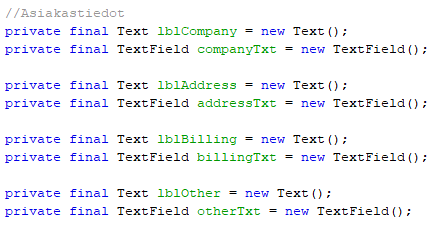 //Asiakastiedot
private final Text lblCompany = new Text();
private final TextField companyTxt = new TextField();
private final Text lblAddress = new Text();
private final TextField addressTxt = new TextField();
private final Text lblBilling = new Text();
private final TextField billingTxt = new TextField();
private final Text lblOther = new Text();
private final TextField otherTxt = new TextField();